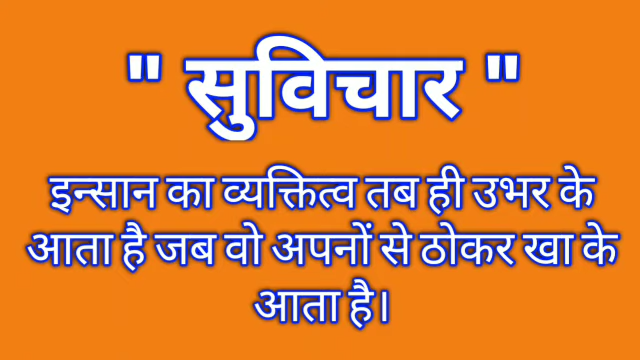 " सुविचार "
इन्सान का व्यक्तित्व तब ही उभर के
आता है जब वो अपनों से ठोकर खा के
आता है।